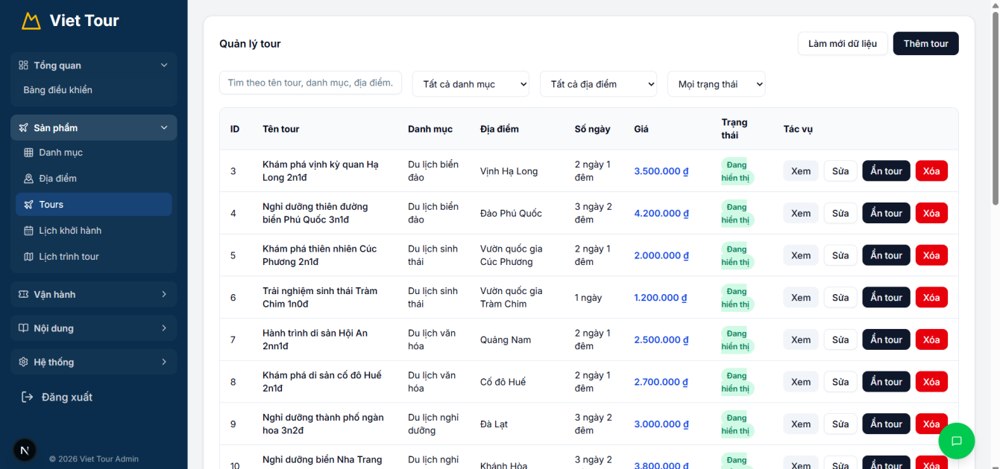 Viet Tour
Tổng quan
Bảng điều khiển
Sản phẩm
Danh mục
Địa điểm
Tours
Lịch khởi hành
Lịch trình tour
Vận hành
Nội dung
Hệ thống
Đăng xuất
N
© 2026 Viet Tour Admin
Quản lý tour
Làm mới dữ liệu
Thêm tour
Tìm theo tên tour, danh mục, địa điểm.
Tất cả danh mục
Tất cả địa điểm
Mọi trạng thái
ID Tên tour Danh mục Địa điểm Số ngày Giá Trạng thái Tác vụ
3 Khám phá vịnh kỳ quan Hạ Long 2n1đ Du lịch biển đảo Vịnh Hạ Long 2 ngày 1 đêm 3.500.000 ₫ Đang hiển thị Xem Sửa Ẩn tour Xóa
4 Nghỉ dưỡng thiên đường biển Phú Quốc 3n1đ Du lịch biển đảo Đảo Phú Quốc 3 ngày 2 đêm 4.200.000 ₫ Đang hiển thị Xem Sửa Ẩn tour Xóa
5 Khám phá thiên nhiên Cúc Phương 2n1đ Du lịch sinh thái Vườn quốc gia Cúc Phương 2 ngày 1 đêm 2.000.000 ₫ Đang hiển thị Xem Sửa Ẩn tour Xóa
6 Trải nghiệm sinh thái Tràm Chim 1n0đ Du lịch sinh thái Vườn quốc gia Tràm Chim 1 ngày 1.200.000 ₫ Đang hiển thị Xem Sửa Ẩn tour Xóa
7 Hành trình di sản Hội An 2nn1đ Du lịch văn hóa Quảng Nam 2 ngày 1 đêm 2.500.000 ₫ Đang hiển thị Xem Sửa Ẩn tour Xóa
8 Khám phá di sản cố đô Huế 2n1đ Du lịch văn hóa Cố đô Huế 2 ngày 1 đêm 2.700.000 ₫ Đang hiển thị Xem Sửa Ẩn tour Xóa
9 Nghỉ dưỡng thành phố ngàn hoa 3n2đ Du lịch nghỉ dưỡng Đà Lạt 3 ngày 2 đêm 3.000.000 ₫ Đang hiển thị Xem Sửa Ẩn tour Xóa
10 Nghỉ dưỡng biển Nha Trang Du lịch nghỉ Khánh Hòa 3 ngày 2 3.800.000 ₫ Đang Xem Sửa Ẩn tour Xóa